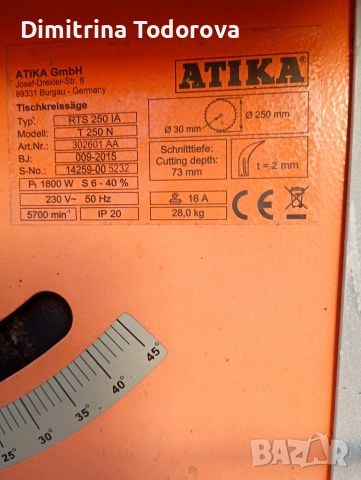 Dimitrina Todorova
ATIKA GmbH
Josef-Drexler-Str. 8
89331 Burgau - Germany
ATIKA®
Tischkreissäge
Typ: RTS 250 IA
Modell: T 250 N
Art.Nr.: 302601 AA
BJ: 009-2015
S-No.: 14259-00 5232
P₁ 1800 W S 6 - 40 %
230 V~ 50 Hz
5700 min⁻¹ IP 20
Ø 30 mm
Ø 250 mm
Schnitttiefe:
Cutting depth:
73 mm
t = 2 mm
16 A
28,0 kg
CE
25° 30° 35° 40° 45°
BAZAR